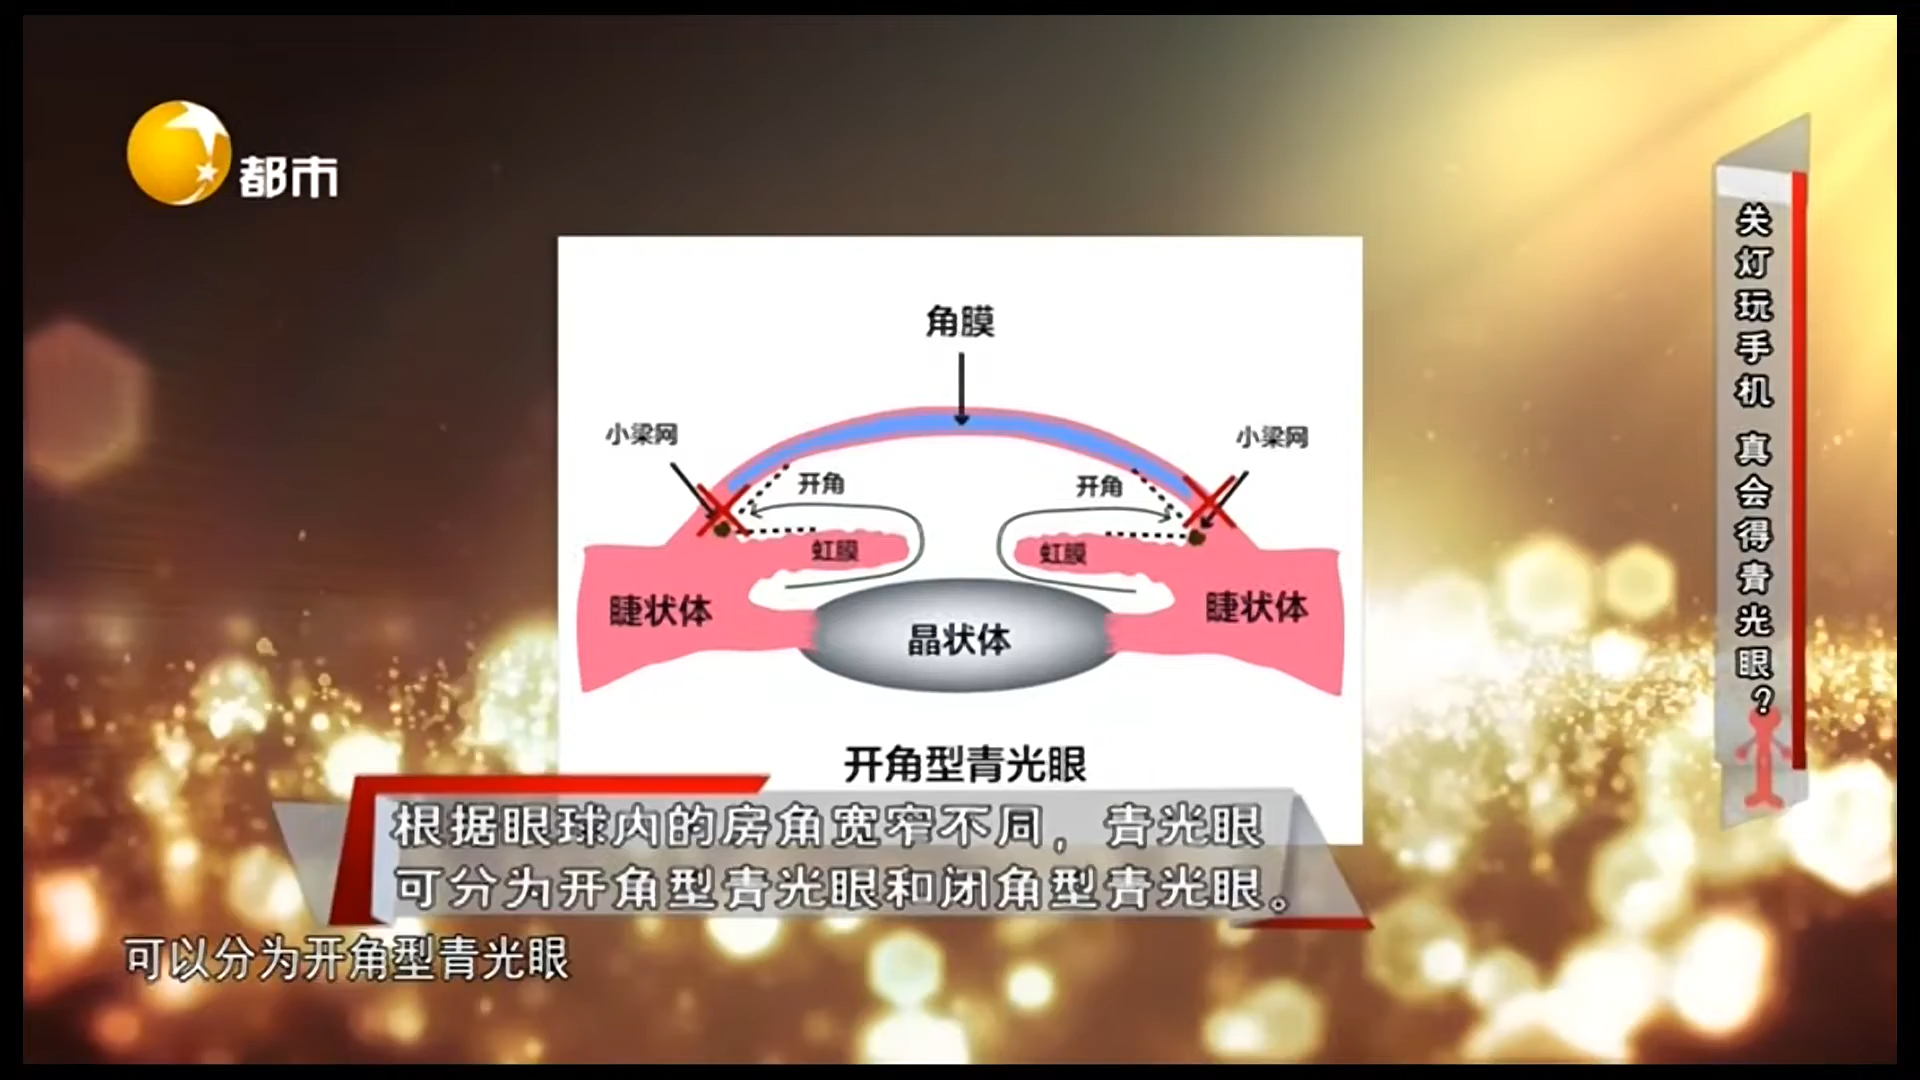 都市
关灯玩手机 真会得青光眼？
角膜
小梁网
小梁网
开角
开角
虹膜
虹膜
睫状体
睫状体
晶状体
开角型青光眼
根据眼球内的房角宽窄不同，青光眼
可分为开角型青光眼和闭角型青光眼。
可以分为开角型青光眼